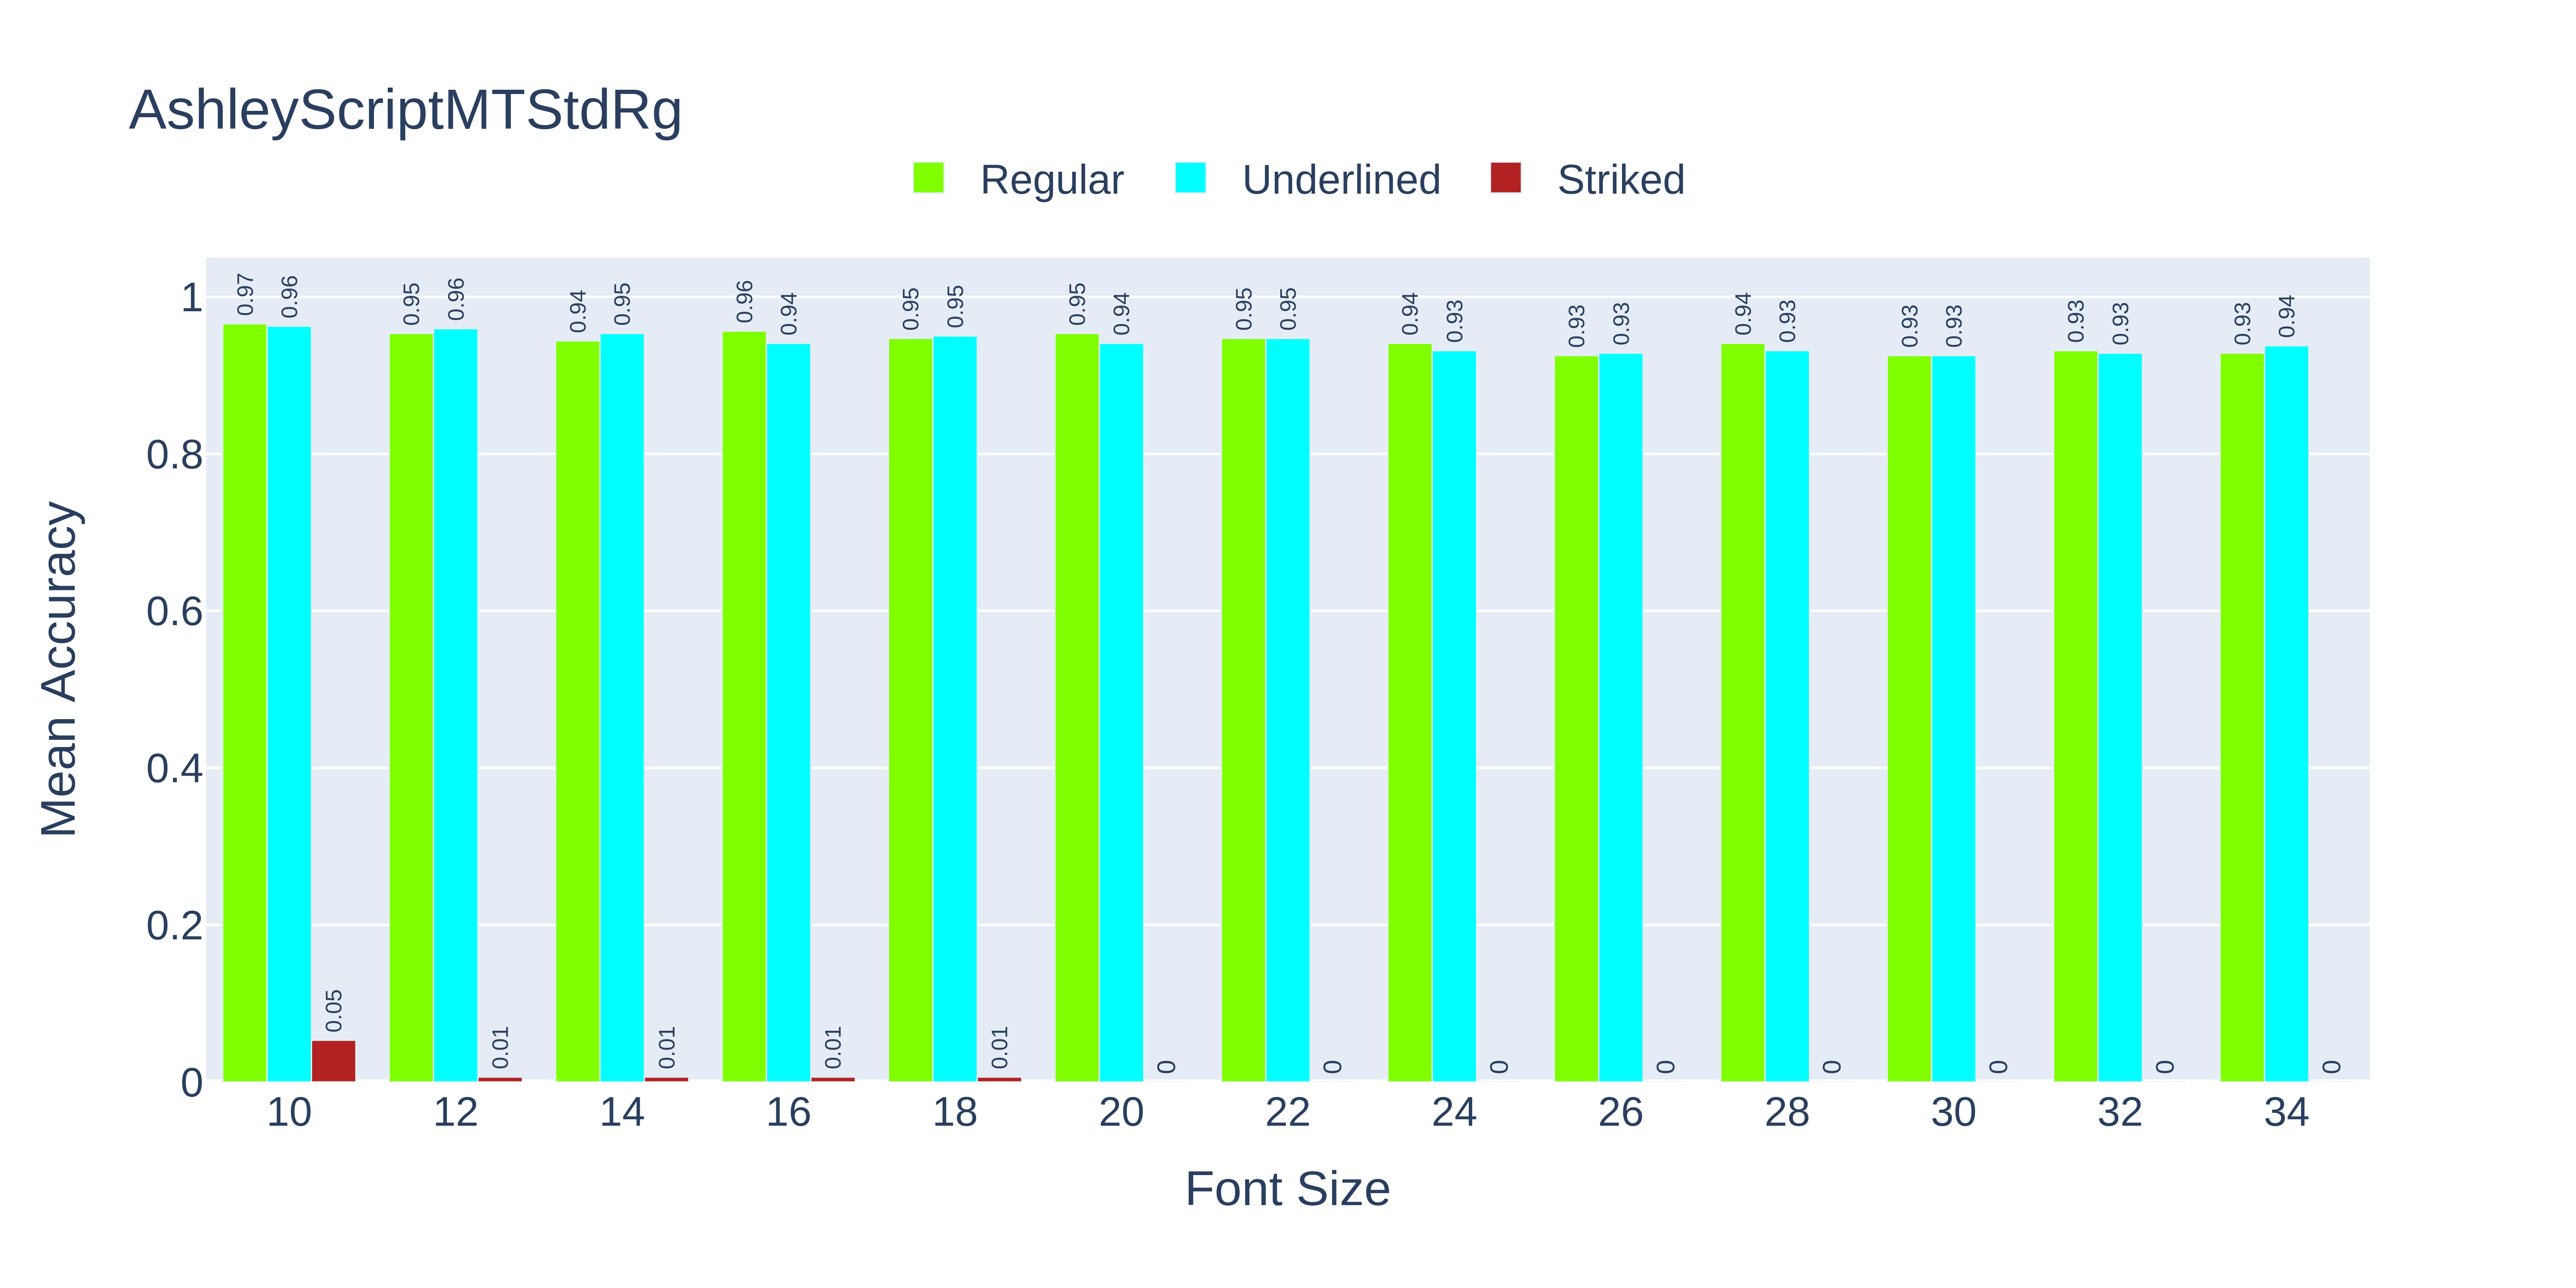 AshleyScriptMTStdRg
Regular Underlined Striked
0.97 0.96 0.05 0.95 0.96 0.01 0.94 0.95 0.01 0.96 0.94 0.01 0.95 0.95 0.01 0.95 0.94 0 0.95 0.95 0 0.94 0.93 0 0.93 0.93 0 0.94 0.93 0 0.93 0.93 0 0.93 0.93 0 0.93 0.94 0
1
0.8
0.6
0.4
0.2
0
Mean Accuracy
10 12 14 16 18 20 22 24 26 28 30 32 34
Font Size